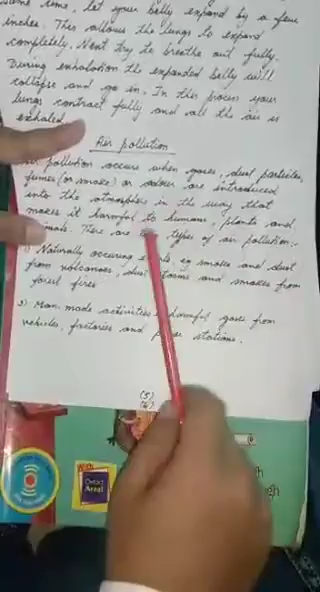 same time, let your belly expand by a few
inches. This allows the lungs to expand
completely. Next try to breathe out fully.
During exhalation the expanded belly will
collapse and go in. In this process your
lungs contract fully and all the air is
exhaled.
Air pollution
Air pollution occurs when gases, dust particles,
fumes (or smoke) or odour are introduced
into the atmosphere in the way that
makes it harmful to humans, plants and
There are types of air pollution:-
1) Naturally occuring eg smoke and dust
from volcanoes, dust storms and smokes from
forest fires
2) Man made activities harmful gases from
vehicles, factories and stations.
(5)